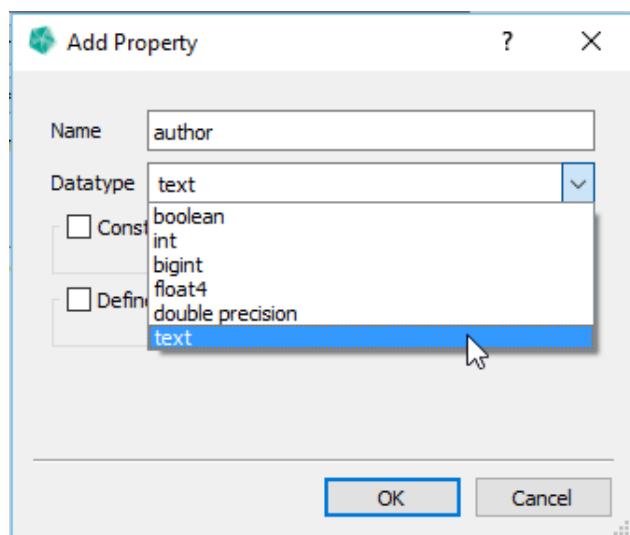 Add Property
?
Name
author
Datatype
text
Const
boolean
int
bigint
float4
Defin
double precision
text
OK
Cancel